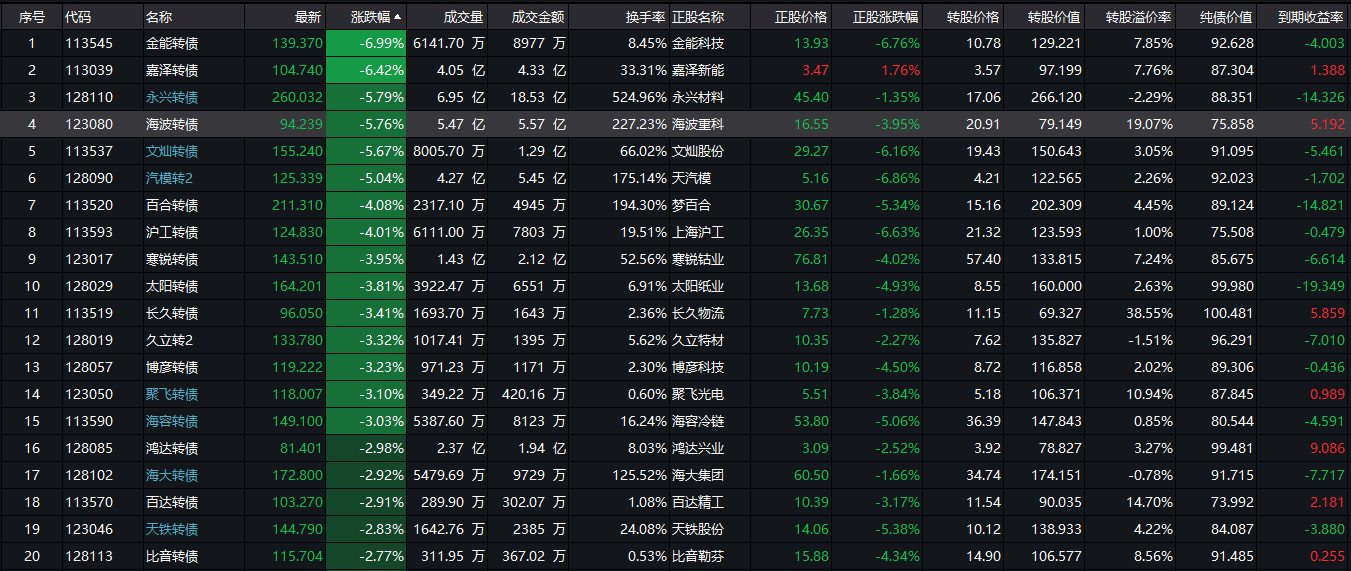 序号 代码 名称 最新 涨跌幅 成交量 成交金额 换手率 正股名称 正股价格 正股涨跌幅 转股价格 转股价值 转股溢价率 纯债价值 到期收益率
1 113545 金能转债 139.370 -6.99% 6141.70 万 8977 万 8.45% 金能科技 13.93 -6.76% 10.78 129.221 7.85% 92.628 -4.003
2 113039 嘉泽转债 104.740 -6.42% 4.05 亿 4.33 亿 33.31% 嘉泽新能 3.47 1.76% 3.57 97.199 7.76% 87.304 1.388
3 128110 永兴转债 260.032 -5.79% 6.95 亿 18.53 亿 524.96% 永兴材料 45.40 -1.35% 17.06 266.120 -2.29% 88.351 -14.326
4 123080 海波转债 94.239 -5.76% 5.47 亿 5.57 亿 227.23% 海波重科 16.55 -3.95% 20.91 79.149 19.07% 75.858 5.192
5 113537 文灿转债 155.240 -5.67% 8005.70 万 1.29 亿 66.02% 文灿股份 29.27 -6.16% 19.43 150.643 3.05% 91.095 -5.461
6 128090 汽模转2 125.339 -5.04% 4.27 亿 5.45 亿 175.14% 天汽模 5.16 -6.86% 4.21 122.565 2.26% 92.023 -1.702
7 113520 百合转债 211.310 -4.08% 2317.10 万 4945 万 194.30% 梦百合 30.67 -5.34% 15.16 202.309 4.45% 89.124 -14.821
8 113593 沪工转债 124.830 -4.01% 6111.00 万 7803 万 19.51% 上海沪工 26.35 -6.63% 21.32 123.593 1.00% 75.508 -0.479
9 123017 寒锐转债 143.510 -3.95% 1.43 亿 2.12 亿 52.56% 寒锐钴业 76.81 -4.02% 57.40 133.815 7.24% 85.675 -6.614
10 128029 太阳转债 164.201 -3.81% 3922.47 万 6551 万 6.91% 太阳纸业 13.68 -4.93% 8.55 160.000 2.63% 99.980 -19.349
11 113519 长久转债 96.050 -3.41% 1693.70 万 1643 万 2.36% 长久物流 7.73 -1.28% 11.15 69.327 38.55% 100.481 5.859
12 128019 久立转2 133.780 -3.32% 1017.41 万 1395 万 5.62% 久立特材 10.35 -2.27% 7.62 135.827 -1.51% 96.291 -7.010
13 128057 博彦转债 119.222 -3.23% 971.23 万 1171 万 2.30% 博彦科技 10.19 -4.50% 8.72 116.858 2.02% 89.306 -0.436
14 123050 聚飞转债 118.007 -3.10% 349.22 万 420.16 万 0.60% 聚飞光电 5.51 -3.84% 5.18 106.371 10.94% 87.845 0.989
15 113590 海容转债 149.100 -3.03% 5387.60 万 8123 万 16.24% 海容冷链 53.80 -5.06% 36.39 147.843 0.85% 80.544 -4.591
16 128085 鸿达转债 81.401 -2.98% 2.37 亿 1.94 亿 8.03% 鸿达兴业 3.09 -2.52% 3.92 78.827 3.27% 99.481 9.086
17 128102 海大转债 172.800 -2.92% 5479.69 万 9729 万 125.52% 海大集团 60.50 -1.66% 34.74 174.151 -0.78% 91.715 -7.717
18 113570 百达转债 103.270 -2.91% 289.90 万 302.07 万 1.08% 百达精工 10.39 -3.17% 11.54 90.035 14.70% 73.992 2.181
19 123046 天铁转债 144.790 -2.83% 1642.76 万 2385 万 24.08% 天铁股份 14.06 -5.38% 10.12 138.933 4.22% 84.087 -3.880
20 128113 比音转债 115.704 -2.77% 311.95 万 367.02 万 0.53% 比音勒芬 15.88 -4.34% 14.90 106.577 8.56% 91.485 0.255